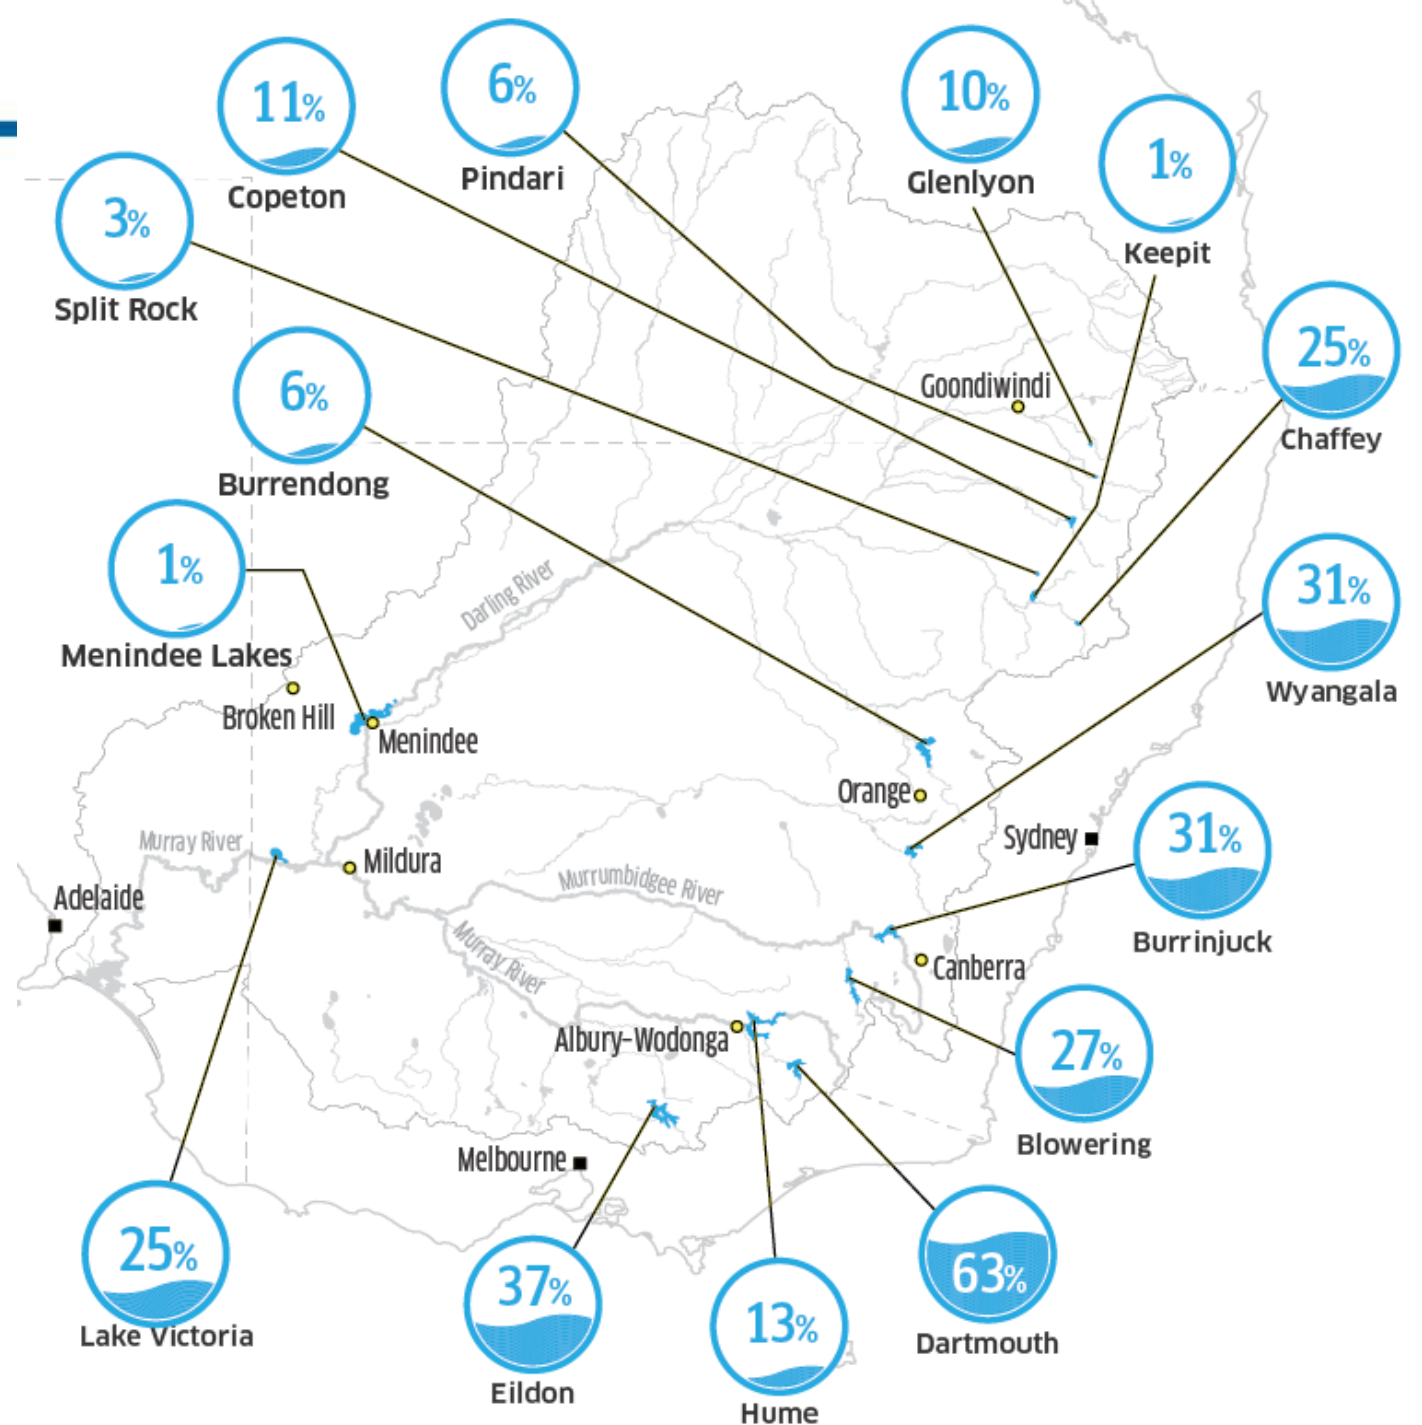 11%
Copeton
6%
Pindari
10%
Glenlyon
1%
Keepit
3%
Split Rock
25%
Chaffey
6%
Burrendong
Goondiwindi
1%
Menindee Lakes
Darling River
31%
Wyangala
Broken Hill
Menindee
Orange
Sydney
31%
Burrinjuck
Murray River
Mildura
Murrumbidgee River
Adelaide
Murray River
Canberra
Albury-Wodonga
27%
Blowering
Melbourne
25%
Lake Victoria
37%
Eildon
13%
Hume
63%
Dartmouth